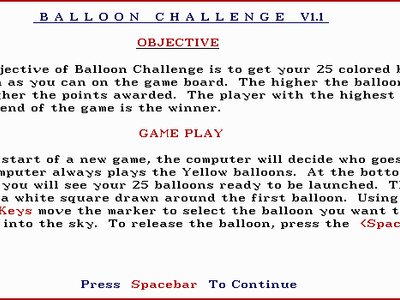 BALLOON CHALLENGE V1.1
OBJECTIVE
jective of Balloon Challenge is to get your 25 colored
as you can on the game board. The higher the balloon
gher the points awarded. The player with the highest
end of the game is the winner.
GAME PLAY
start of a new game, the computer will decide who goes
mputer always plays the Yellow balloons. At the botto
you will see your 25 balloons ready to be launched. T
a white square drawn around the first balloon. Using
Keys move the marker to select the balloon you want t
into the sky. To release the balloon, press the <Spac
Press Spacebar To Continue